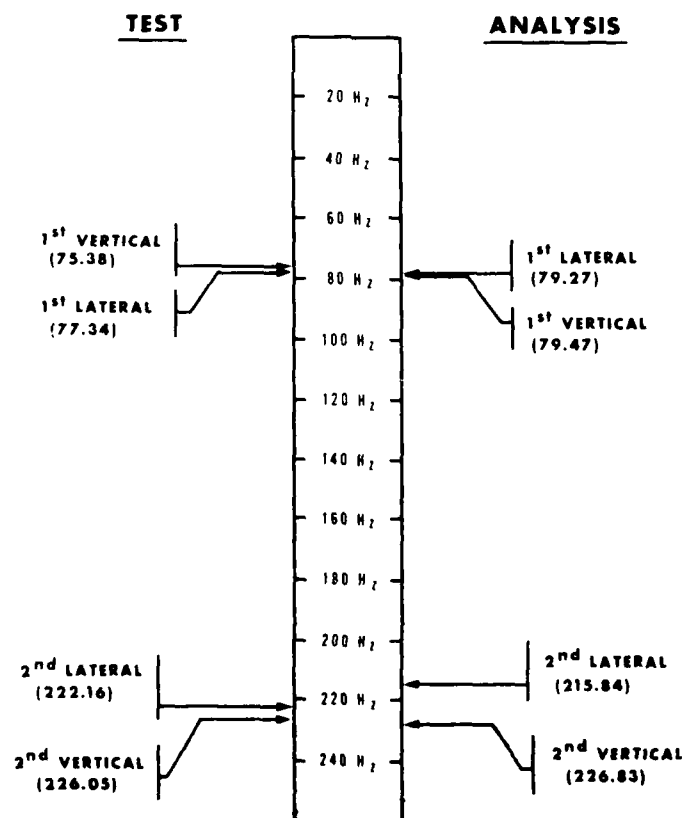 TEST
ANALYSIS
20 Hz
40 Hz
60 Hz
80 Hz
100 Hz
120 Hz
140 Hz
160 Hz
180 Hz
200 Hz
220 Hz
240 Hz
1st VERTICAL
(75.38)
1st LATERAL
(77.34)
2nd LATERAL
(222.16)
2nd VERTICAL
(226.05)
1st LATERAL
(79.27)
1st VERTICAL
(79.47)
2nd LATERAL
(215.84)
2nd VERTICAL
(226.83)